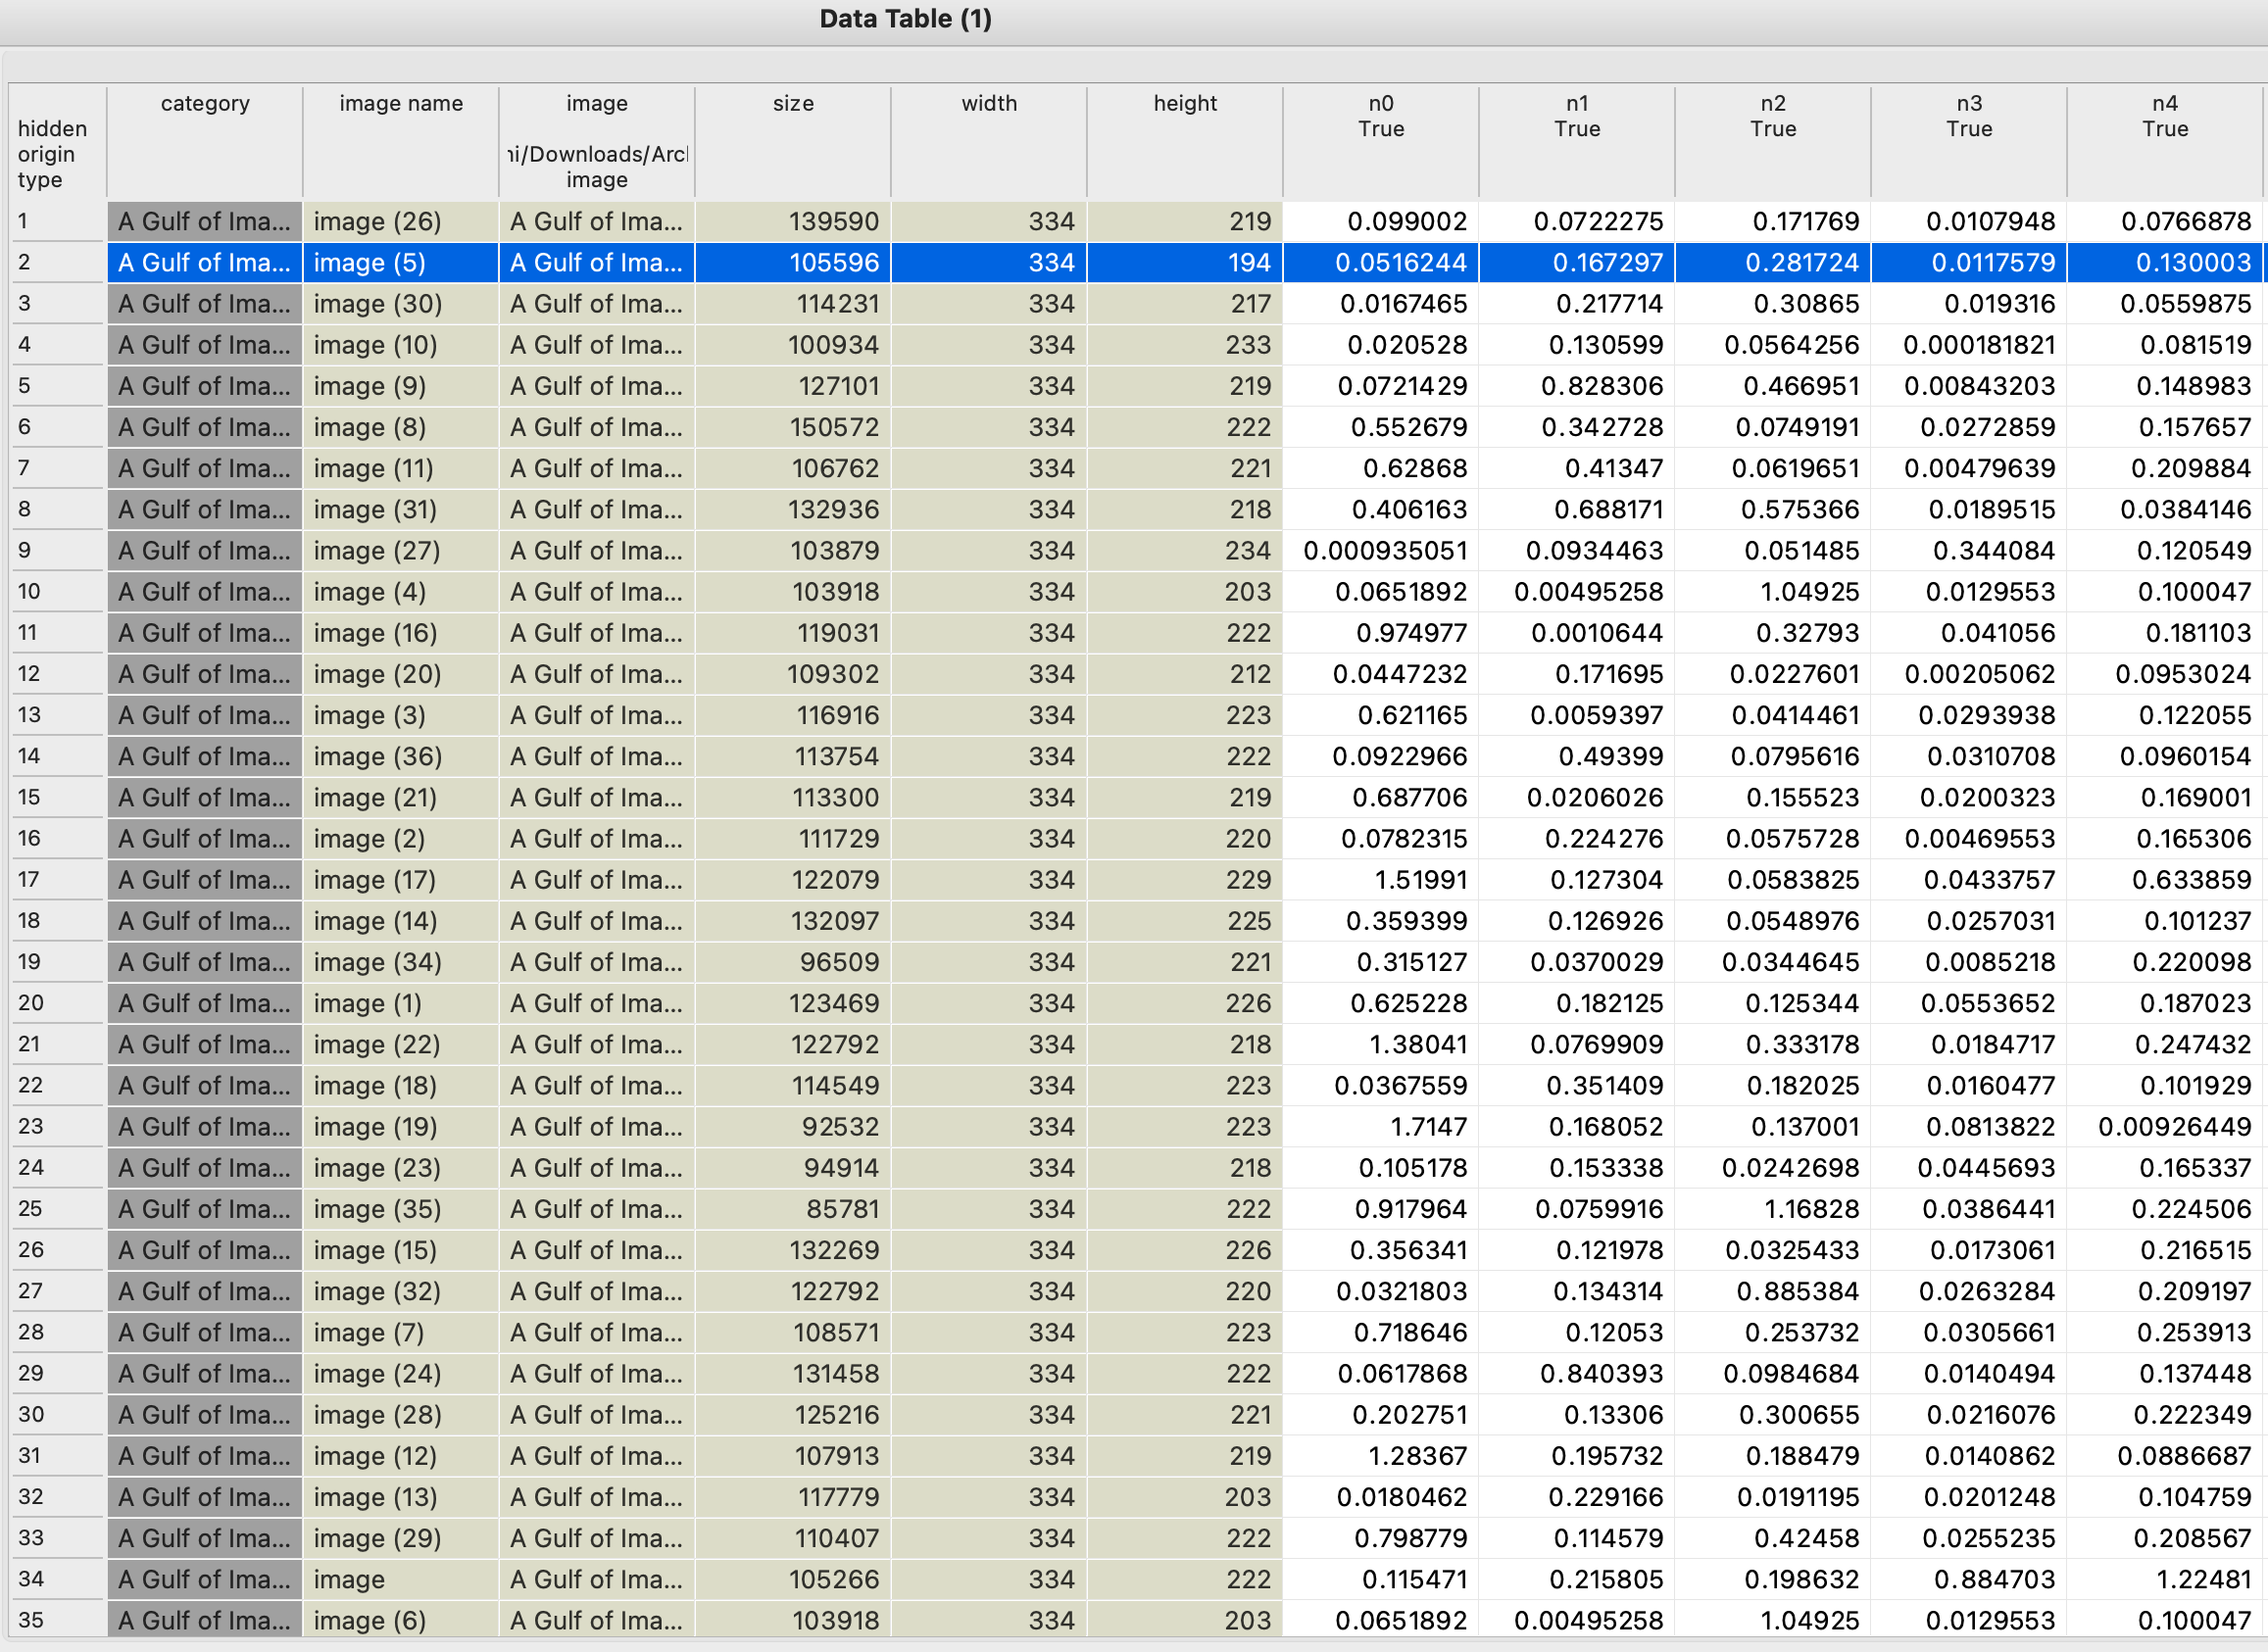 Data Table (1)
category image name image size width height n0 n1 n2 n3 n4
hidden True True True True True
origin ni/Downloads/Arcl
type image
1 A Gulf of Ima... image (26) A Gulf of Ima... 139590 334 219 0.099002 0.0722275 0.171769 0.0107948 0.0766878
2 A Gulf of Ima... image (5) A Gulf of Ima... 105596 334 194 0.0516244 0.167297 0.281724 0.0117579 0.130003
3 A Gulf of Ima... image (30) A Gulf of Ima... 114231 334 217 0.0167465 0.217714 0.30865 0.019316 0.0559875
4 A Gulf of Ima... image (10) A Gulf of Ima... 100934 334 233 0.020528 0.130599 0.0564256 0.000181821 0.081519
5 A Gulf of Ima... image (9) A Gulf of Ima... 127101 334 219 0.0721429 0.828306 0.466951 0.00843203 0.148983
6 A Gulf of Ima... image (8) A Gulf of Ima... 150572 334 222 0.552679 0.342728 0.0749191 0.0272859 0.157657
7 A Gulf of Ima... image (11) A Gulf of Ima... 106762 334 221 0.62868 0.41347 0.0619651 0.00479639 0.209884
8 A Gulf of Ima... image (31) A Gulf of Ima... 132936 334 218 0.406163 0.688171 0.575366 0.0189515 0.0384146
9 A Gulf of Ima... image (27) A Gulf of Ima... 103879 334 234 0.000935051 0.0934463 0.051485 0.344084 0.120549
10 A Gulf of Ima... image (4) A Gulf of Ima... 103918 334 203 0.0651892 0.00495258 1.04925 0.0129553 0.100047
11 A Gulf of Ima... image (16) A Gulf of Ima... 119031 334 222 0.974977 0.0010644 0.32793 0.041056 0.181103
12 A Gulf of Ima... image (20) A Gulf of Ima... 109302 334 212 0.0447232 0.171695 0.0227601 0.00205062 0.0953024
13 A Gulf of Ima... image (3) A Gulf of Ima... 116916 334 223 0.621165 0.0059397 0.0414461 0.0293938 0.122055
14 A Gulf of Ima... image (36) A Gulf of Ima... 113754 334 222 0.0922966 0.49399 0.0795616 0.0310708 0.0960154
15 A Gulf of Ima... image (21) A Gulf of Ima... 113300 334 219 0.687706 0.0206026 0.155523 0.0200323 0.169001
16 A Gulf of Ima... image (2) A Gulf of Ima... 111729 334 220 0.0782315 0.224276 0.0575728 0.00469553 0.165306
17 A Gulf of Ima... image (17) A Gulf of Ima... 122079 334 229 1.51991 0.127304 0.0583825 0.0433757 0.633859
18 A Gulf of Ima... image (14) A Gulf of Ima... 132097 334 225 0.359399 0.126926 0.0548976 0.0257031 0.101237
19 A Gulf of Ima... image (34) A Gulf of Ima... 96509 334 221 0.315127 0.0370029 0.0344645 0.0085218 0.220098
20 A Gulf of Ima... image (1) A Gulf of Ima... 123469 334 226 0.625228 0.182125 0.125344 0.0553652 0.187023
21 A Gulf of Ima... image (22) A Gulf of Ima... 122792 334 218 1.38041 0.0769909 0.333178 0.0184717 0.247432
22 A Gulf of Ima... image (18) A Gulf of Ima... 114549 334 223 0.0367559 0.351409 0.182025 0.0160477 0.101929
23 A Gulf of Ima... image (19) A Gulf of Ima... 92532 334 223 1.7147 0.168052 0.137001 0.0813822 0.00926449
24 A Gulf of Ima... image (23) A Gulf of Ima... 94914 334 218 0.105178 0.153338 0.0242698 0.0445693 0.165337
25 A Gulf of Ima... image (35) A Gulf of Ima... 85781 334 222 0.917964 0.0759916 1.16828 0.0386441 0.224506
26 A Gulf of Ima... image (15) A Gulf of Ima... 132269 334 226 0.356341 0.121978 0.0325433 0.0173061 0.216515
27 A Gulf of Ima... image (32) A Gulf of Ima... 122792 334 220 0.0321803 0.134314 0.885384 0.0263284 0.209197
28 A Gulf of Ima... image (7) A Gulf of Ima... 108571 334 223 0.718646 0.12053 0.253732 0.0305661 0.253913
29 A Gulf of Ima... image (24) A Gulf of Ima... 131458 334 222 0.0617868 0.840393 0.0984684 0.0140494 0.137448
30 A Gulf of Ima... image (28) A Gulf of Ima... 125216 334 221 0.202751 0.13306 0.300655 0.0216076 0.222349
31 A Gulf of Ima... image (12) A Gulf of Ima... 107913 334 219 1.28367 0.195732 0.188479 0.0140862 0.0886687
32 A Gulf of Ima... image (13) A Gulf of Ima... 117779 334 203 0.0180462 0.229166 0.0191195 0.0201248 0.104759
33 A Gulf of Ima... image (29) A Gulf of Ima... 110407 334 222 0.798779 0.114579 0.42458 0.0255235 0.208567
34 A Gulf of Ima... image A Gulf of Ima... 105266 334 222 0.115471 0.215805 0.198632 0.884703 1.22481
35 A Gulf of Ima... image (6) A Gulf of Ima... 103918 334 203 0.0651892 0.00495258 1.04925 0.0129553 0.100047